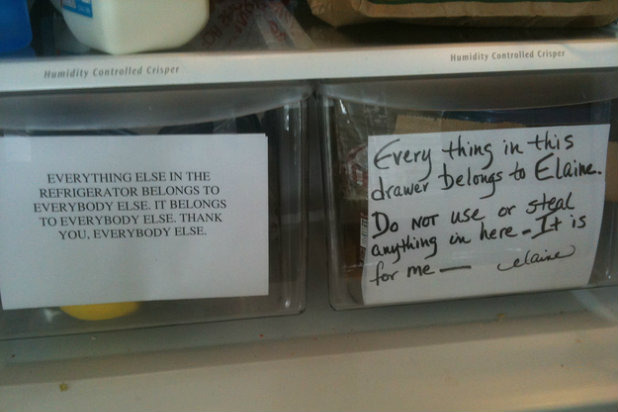 Humidity Controlled Crisper
Humidity Controlled Crisper
EVERYTHING ELSE IN THE
REFRIGERATOR BELONGS TO
EVERYBODY ELSE. IT BELONGS
TO EVERYBODY ELSE. THANK
YOU, EVERYBODY ELSE.
Every thing in this
drawer belongs to Elaine.
Do NOT use or steal
anything in here - It is
for me — elaine